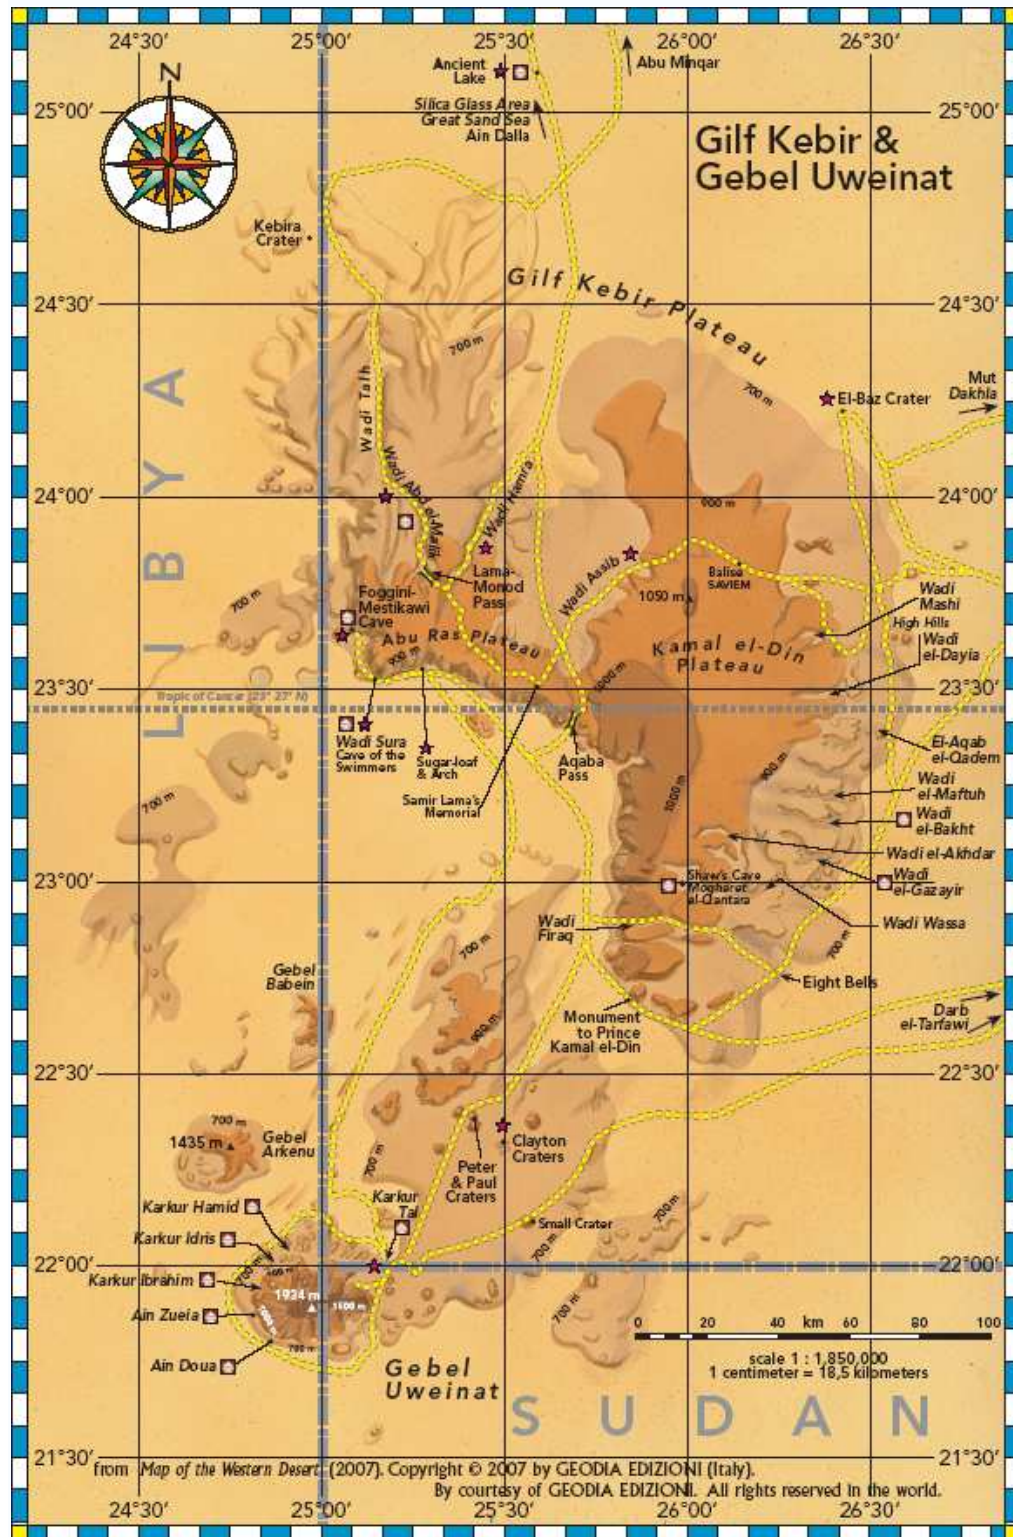 24°30'
25°00'
25°30'
26°00'
26°30'
N
Ancient
Lake
Abu Minqar
25°00'
Silica Glass Area
Great Sand Sea
Ain Dalla
25°00'
Gilf Kebir &
Gebel Uweinat
Kebira
Crater
Gilf Kebir Plateau
24°30'
24°30'
700 m
700 m
Mut
Dakhla
El-Baz Crater
LIBYA
Wadi Talh
Wadi Abd el-Malik
Wadi Hamra
24°00'
24°00'
900 m
Lama-
Monod
Pass
Wadi Assib
Balise
SAVIEM
1050 m
Foggini-
Mestikawi
Cave
700 m
Wadi
Mashi
High Hills
Wadi
el-Dayia
Abu Ras Plateau
900 m
Kamal el-Din
Plateau
1000 m
23°30'
23°30'
Tropic of Cancer (23° 27' N)
Wadi Sura
Cave of the
Swimmers
Sugar-loaf
& Arch
Aqaba
Pass
El-Aqab
el-Qadem
Samir Lama's
Memorial
700 m
1000 m
900 m
Wadi
el-Maftuh
Wadi
el-Bakht
Wadi el-Akhdar
23°00'
23°00'
Shaw's Cave
Mogharet
el-Qantara
Wadi
el-Gazayir
Wadi
Firaq
Wadi Wassa
700 m
700 m
Gebel
Babein
Eight Bells
Monument
to Prince
Kamal el-Din
Darb
el-Tarfawi
900 m
22°30'
22°30'
700 m
1435 m
Gebel
Arkenu
700 m
Clayton
Craters
Peter
& Paul
Craters
Karkur Hamid
Karkur
Tal
Karkur Idris
Small Crater
700 m
700 m
22°00'
22°00'
Karkur Ibrahim
700 m
1934 m
Ain Zueia
700 m
700 m
Ain Doua
0 20 40 km 60 80 100
scale 1 : 1,850,000
1 centimeter = 18,5 kilometers
Gebel
Uweinat
SUDAN
21°30'
21°30'
from Map of the Western Desert, (2007). Copyright © 2007 by GEODIA EDIZIONI (Italy).
By courtesy of GEODIA EDIZIONI. All rights reserved in the world.
24°30'
25°00'
25°30'
26°00'
26°30'